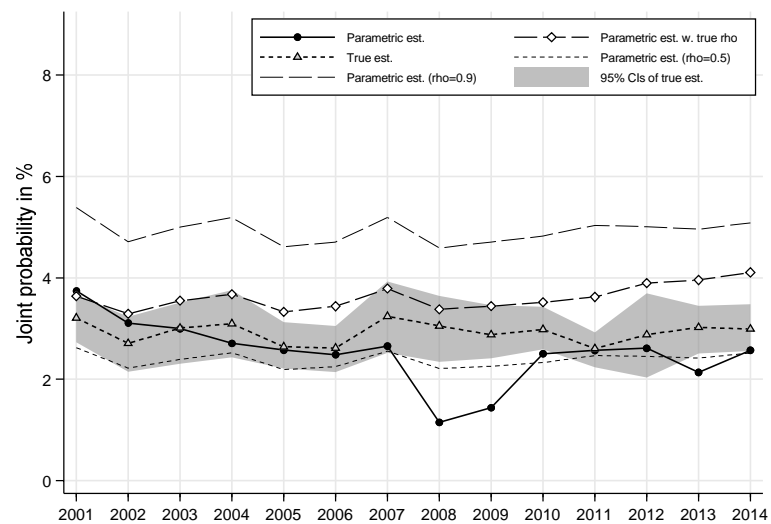 Parametric est.
Parametric est. w. true rho
True est.
Parametric est. (rho=0.5)
Parametric est. (rho=0.9)
95% CIs of true est.
Joint probability in %
8
6
4
2
0
2001 2002 2003 2004 2005 2006 2007 2008 2009 2010 2011 2012 2013 2014